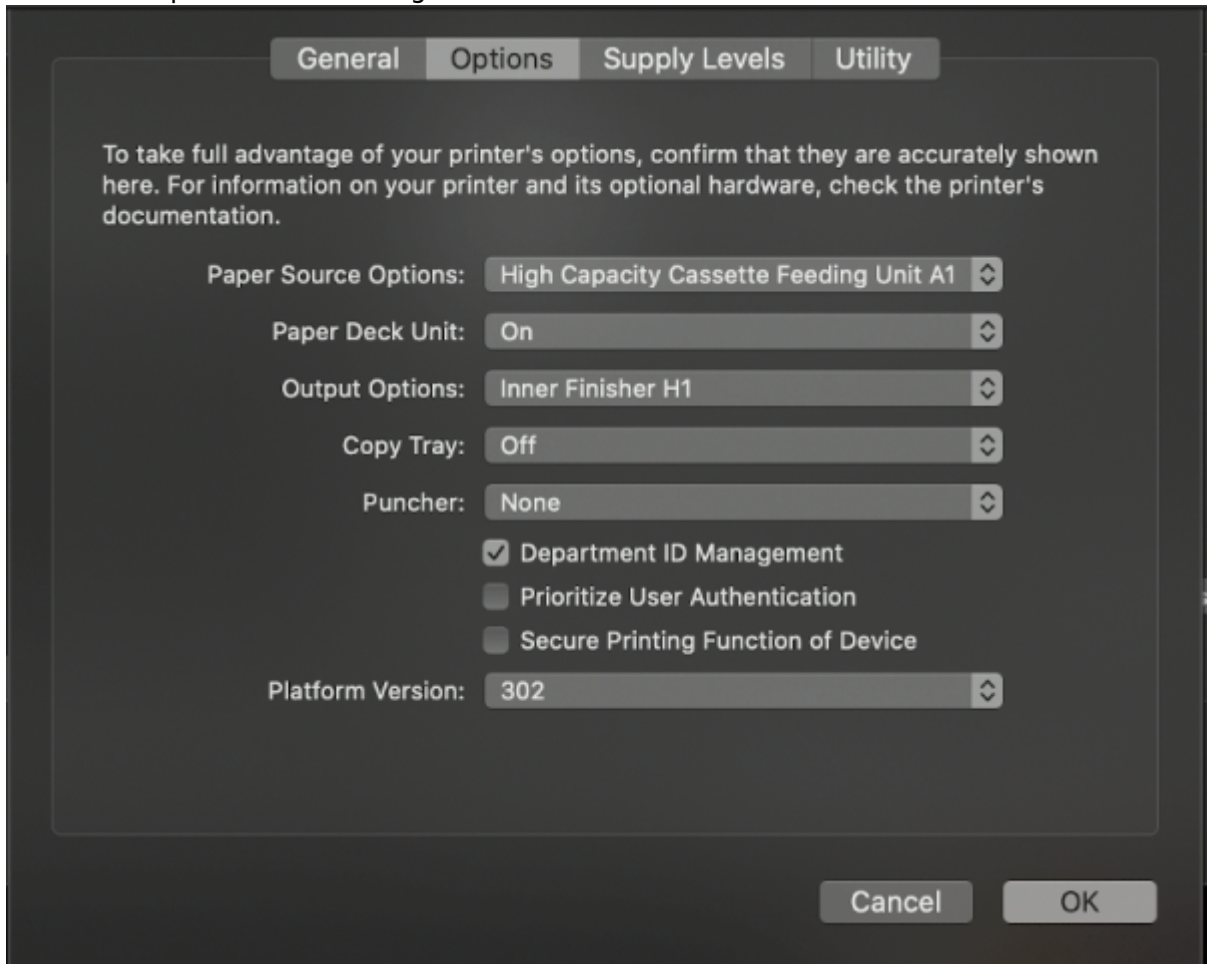 General Options Supply Levels Utility
To take full advantage of your printer's options, confirm that they are accurately shown
here. For information on your printer and its optional hardware, check the printer's
documentation.
Paper Source Options: High Capacity Cassette Feeding Unit A1
Paper Deck Unit: On
Output Options: Inner Finisher H1
Copy Tray: Off
Puncher: None
Department ID Management
Prioritize User Authentication
Secure Printing Function of Device
Platform Version: 302
Cancel OK